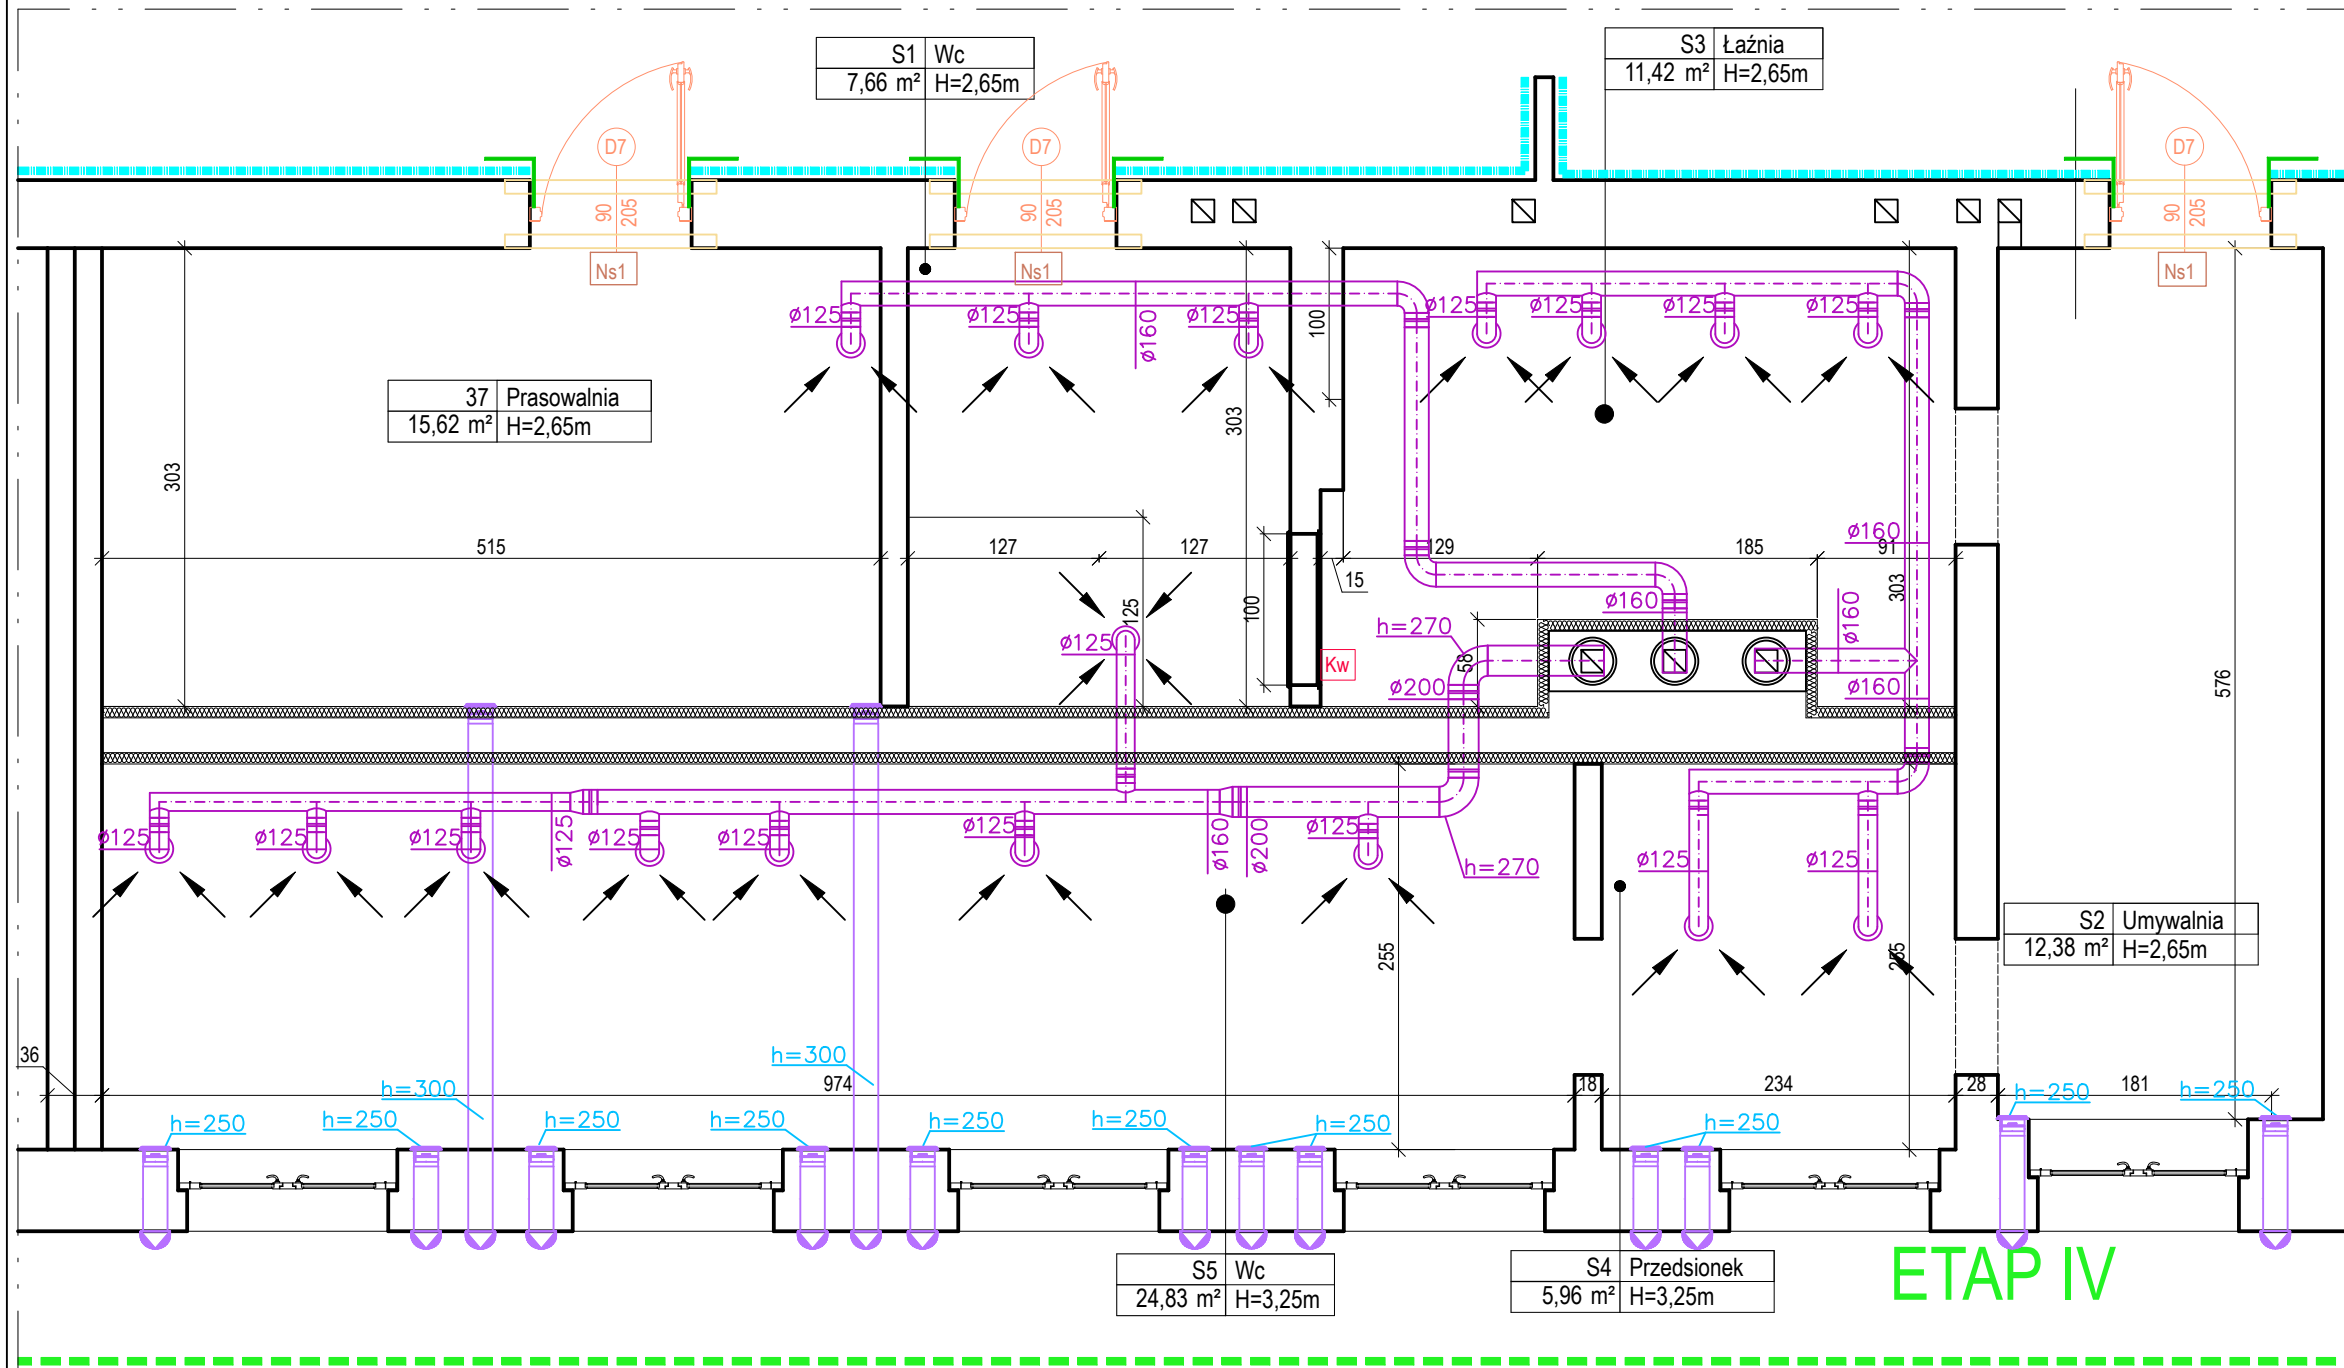 S1 Wc
7,66 m² H=2,65m
S3 Łaźnia
11,42 m² H=2,65m
D7
90
205
Ns1
D7
90
205
Ns1
D7
90
205
Ns1
ø125
ø125
ø160
ø125
100
ø125
ø125
ø125
ø125
37 Prasowalnia
15,62 m² H=2,65m
303
303
515
127
127
129
185
91
ø160
15
303
125
100
ø160
ø160
h=270
ø125
Kw
58
ø200
ø160
576
ø125
ø125
ø125
ø125
ø125
ø125
ø125
ø160
ø200
ø125
h=270
ø125
ø125
S2 Umywalnia
12,38 m² H=2,65m
255
255
36
h=300
h=300
974
18
234
28
181
h=250
h=250
h=250
h=250
h=250
h=250
h=250
h=250
h=250
h=250
h=250
S5 Wc
24,83 m² H=3,25m
S4 Przedsionek
5,96 m² H=3,25m
ETAP IV